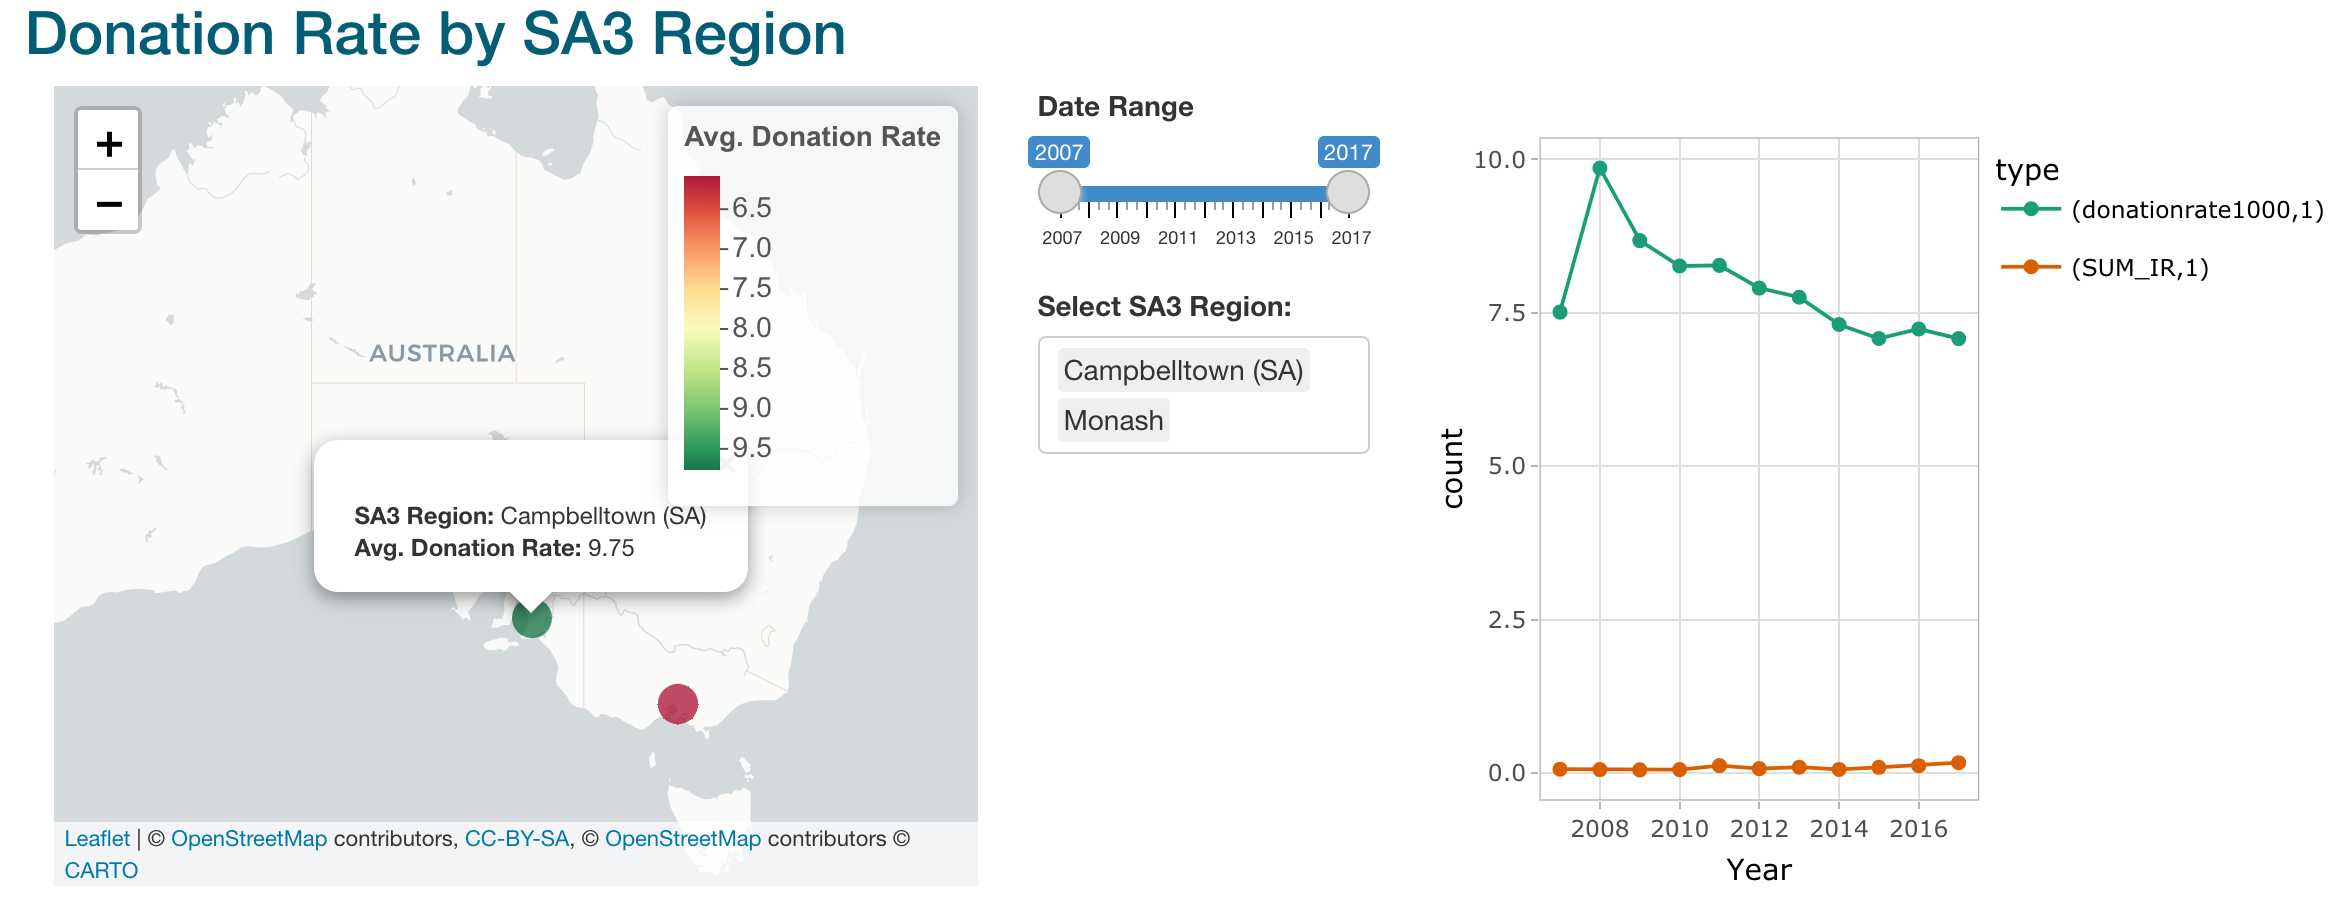 Donation Rate by SA3 Region
+
−
Avg. Donation Rate
6.5
7.0
7.5
8.0
8.5
9.0
9.5
×
AUSTRALIA
SA3 Region: Campbelltown (SA)
Avg. Donation Rate: 9.75
Leaflet | © OpenStreetMap contributors, CC-BY-SA, © OpenStreetMap contributors ©
CARTO
Date Range
2007 2017
2007 2009 2011 2013 2015 2017
Select SA3 Region:
Campbelltown (SA)
Monash
10.0
7.5
5.0
2.5
0.0
count
2008 2010 2012 2014 2016
Year
type
(donationrate1000,1)
(SUM_IR,1)